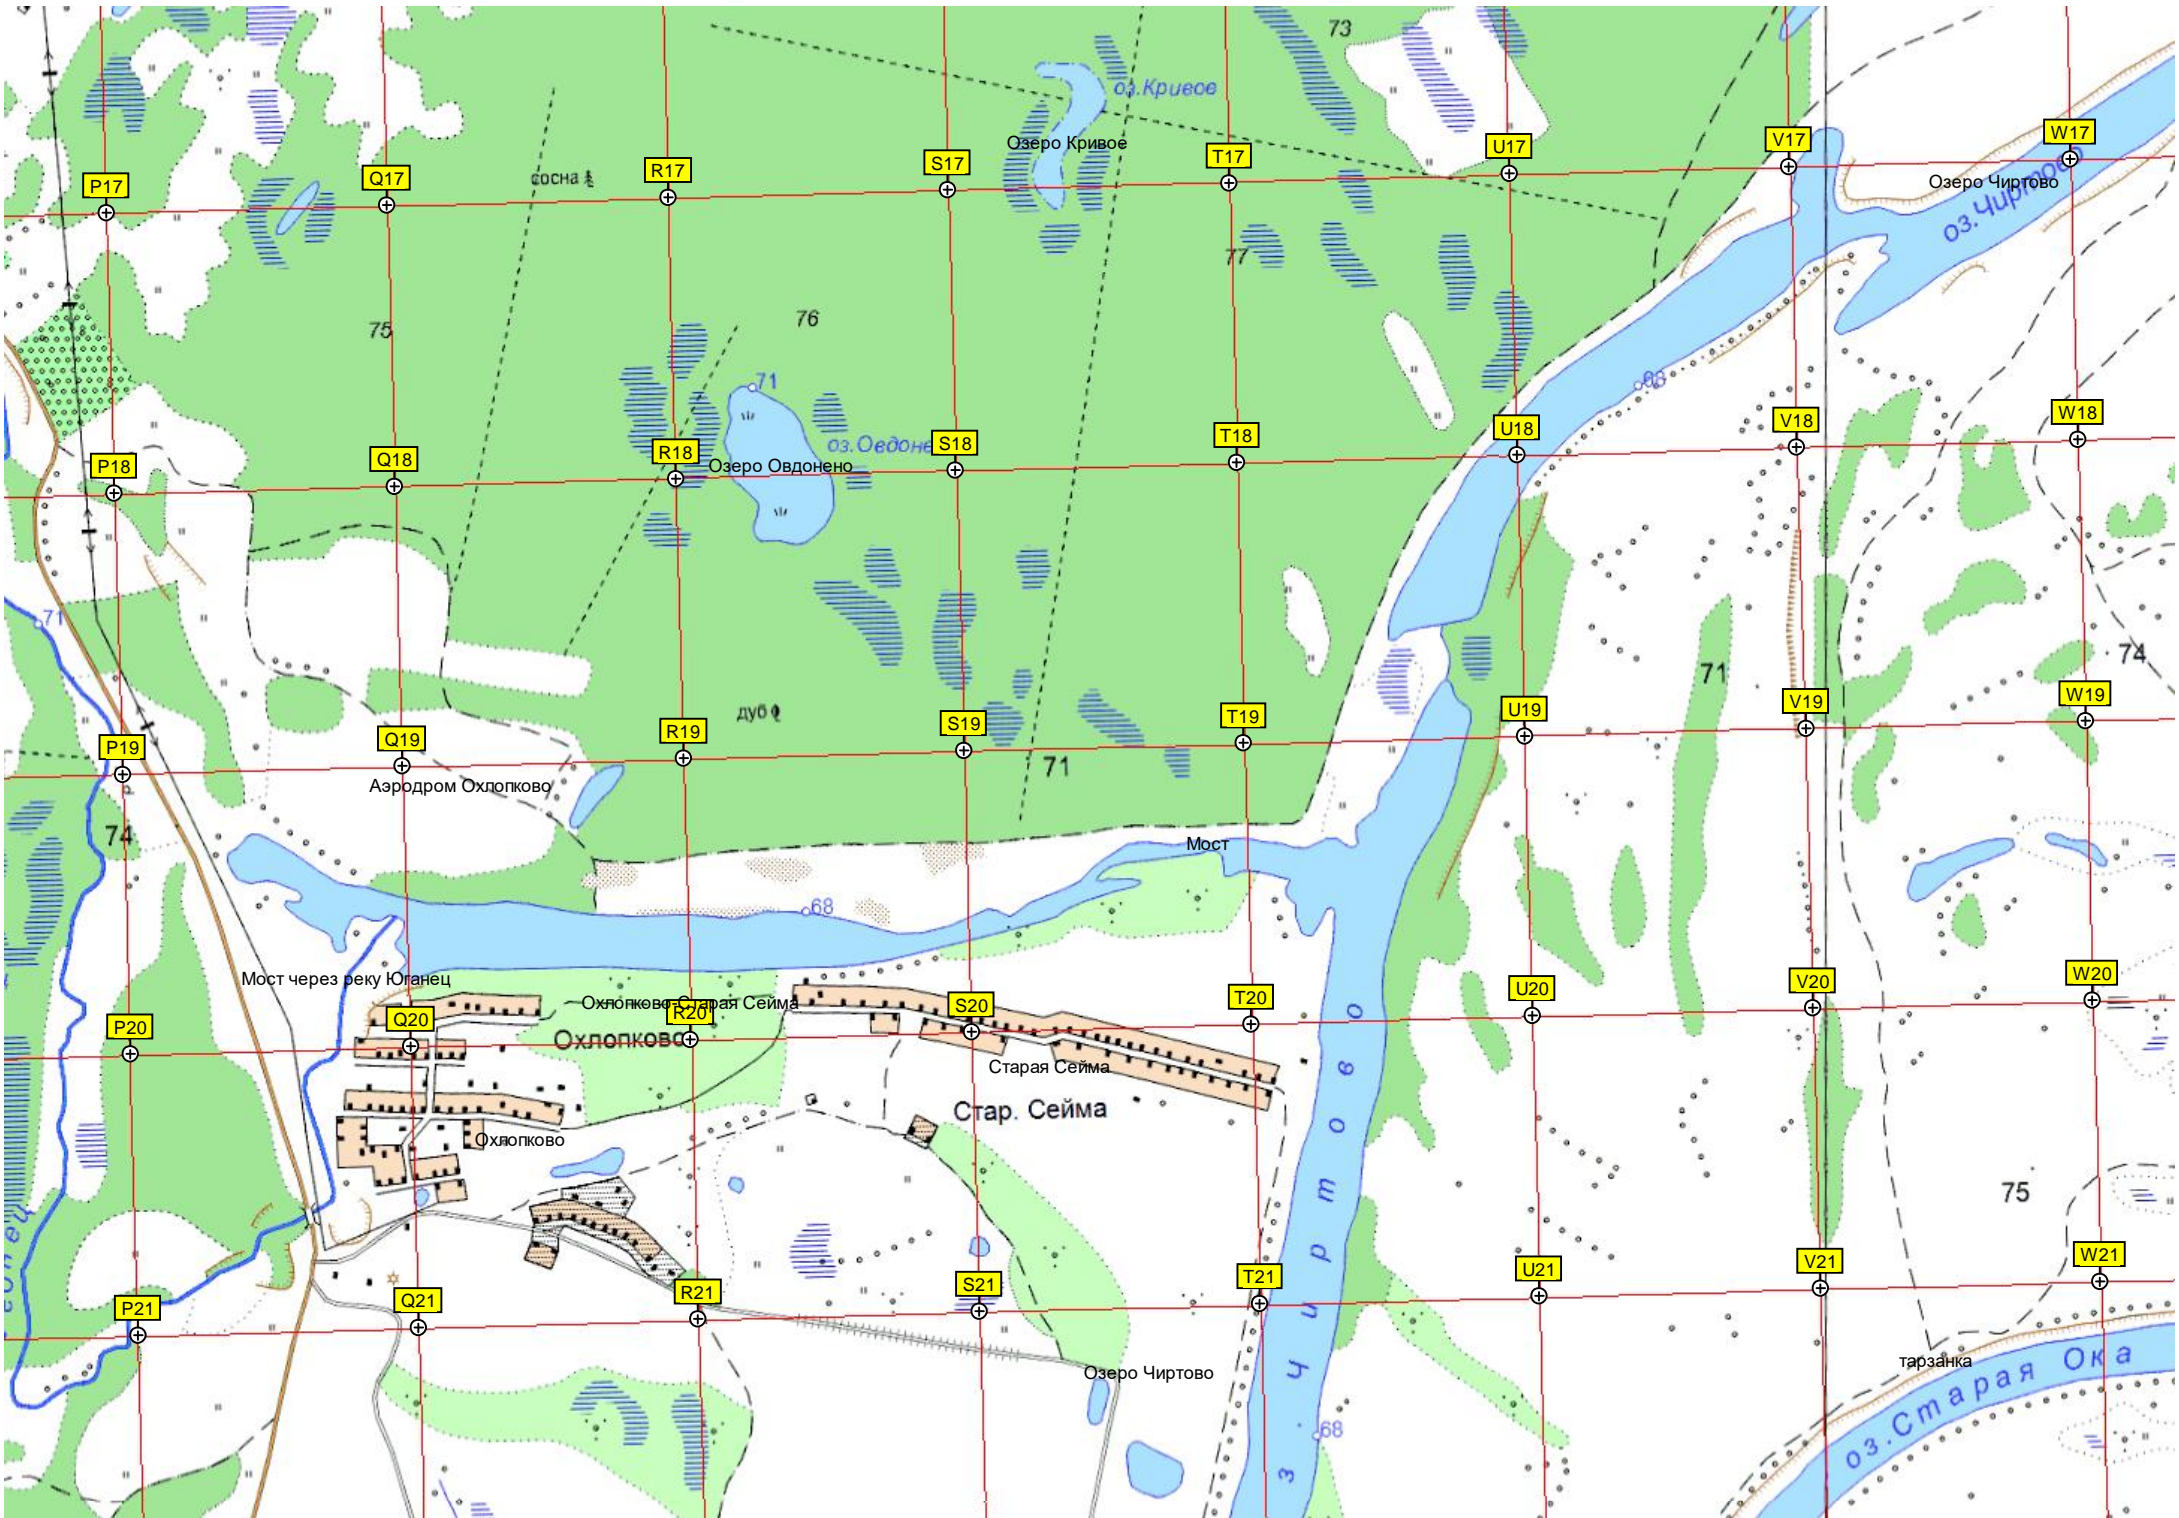 73
оз.Кривое
Озеро Кривое
W17
V17
U17
T17
S17
R17
Q17
P17
сосна
Озеро Чиртово
оз.Чиртово
77
76
75
71
68
W18
V18
U18
T18
S18
R18
Q18
P18
оз.Овдоне
Озеро Овдонено
71
71
74
W19
V19
U19
T19
S19
R19
Q19
P19
дуб
71
Аэродром Охлопково
74
Мост
68
Мост через реку Юганец
W20
V20
U20
T20
S20
R20
Q20
P20
Охлопково-Старая Сейма
Охлопково
Старая Сейма
Стар. Сейма
Охлопково
75
W21
V21
U21
T21
S21
R21
Q21
P21
Озеро Чиртово
тарзанка
оз.Старая Ока
68
з.Чиртово